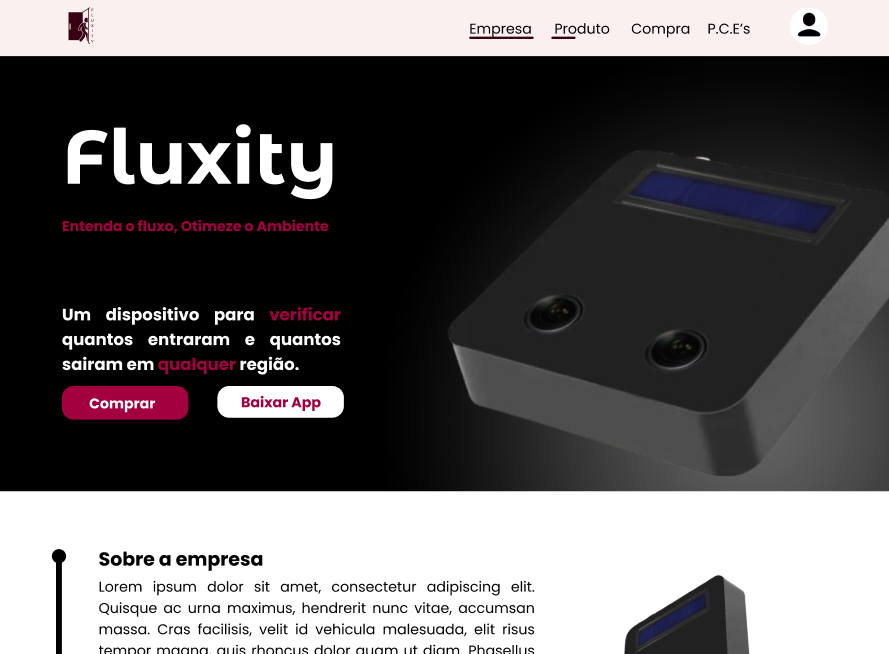 FLUXITY
Empresa Produto Compra P.C.E's
Fluxity
Entenda o fluxo, Otimeze o Ambiente
Um dispositivo para verificar
quantos entraram e quantos
sairam em qualquer região.
Comprar Baixar App
Sobre a empresa
Lorem ipsum dolor sit amet, consectetur adipiscing elit.
Quisque ac urna maximus, hendrerit nunc vitae, accumsan
massa. Cras facilisis, velit id vehicula malesuada, elit risus
tempor magna, quis rhoncus dolor quam ut diam. Phasellus